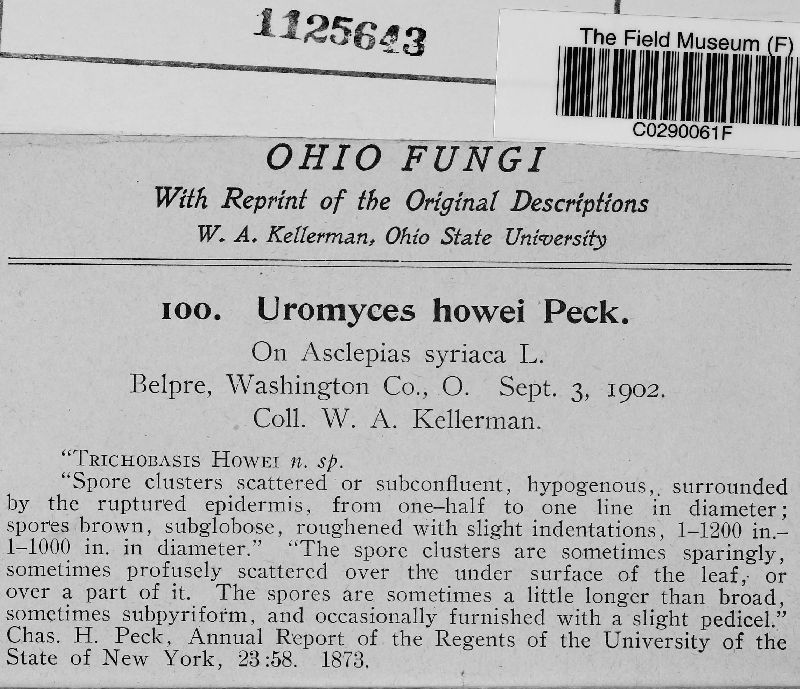 1125643
The Field Museum (F)
C0290061F
OHIO FUNGI
With Reprint of the Original Descriptions
W. A. Kellerman, Ohio State University
100. Uromyces howei Peck.
On Asclepias syriaca L.
Belpre, Washington Co., O. Sept. 3, 1902.
Coll. W. A. Kellerman.
“TRICHOBASIS HOWEI n. sp.
“Spore clusters scattered or subconfluent, hypogenous, surrounded
by the ruptured epidermis, from one-half to one line in diameter;
spores brown, subglobose, roughened with slight indentations, 1-1200 in.-
1-1000 in. in diameter.” “The spore clusters are sometimes sparingly,
sometimes profusely scattered over the under surface of the leaf, or
over a part of it. The spores are sometimes a little longer than broad,
sometimes subpyriform, and occasionally furnished with a slight pedicel.”
Chas. H. Peck, Annual Report of the Regents of the University of the
State of New York, 23:58. 1873.